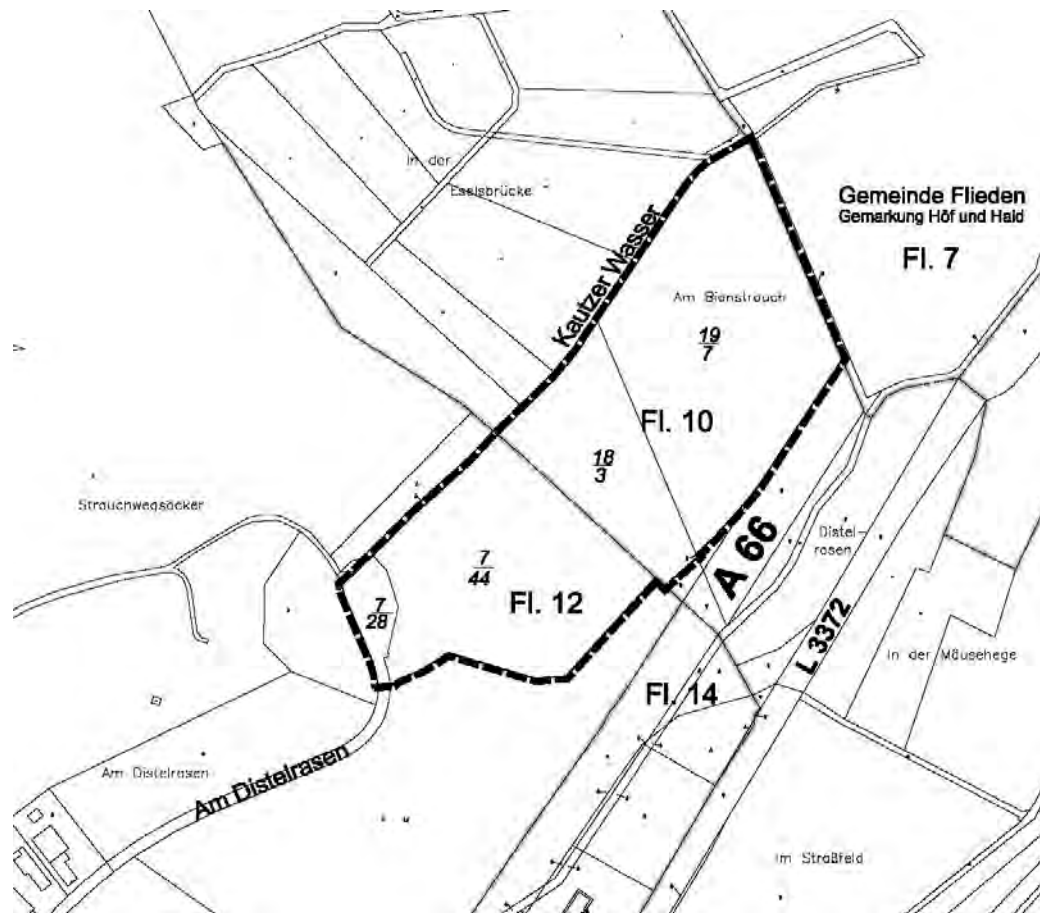 In der
Eselsbrücke
Kautzer Wasser
Gemeinde Flieden
Gemarkung Höf und Haid
Fl. 7
Am Bienstrauch
19
7
Fl. 10
18
3
Strauchwegsäcker
A 66
Distel-
rosen
7
44
Fl. 12
7
28
L 3372
In der Mäusehege
Fl. 14
Am Distelrasen
Am Distelrasen
Im Straßfeld